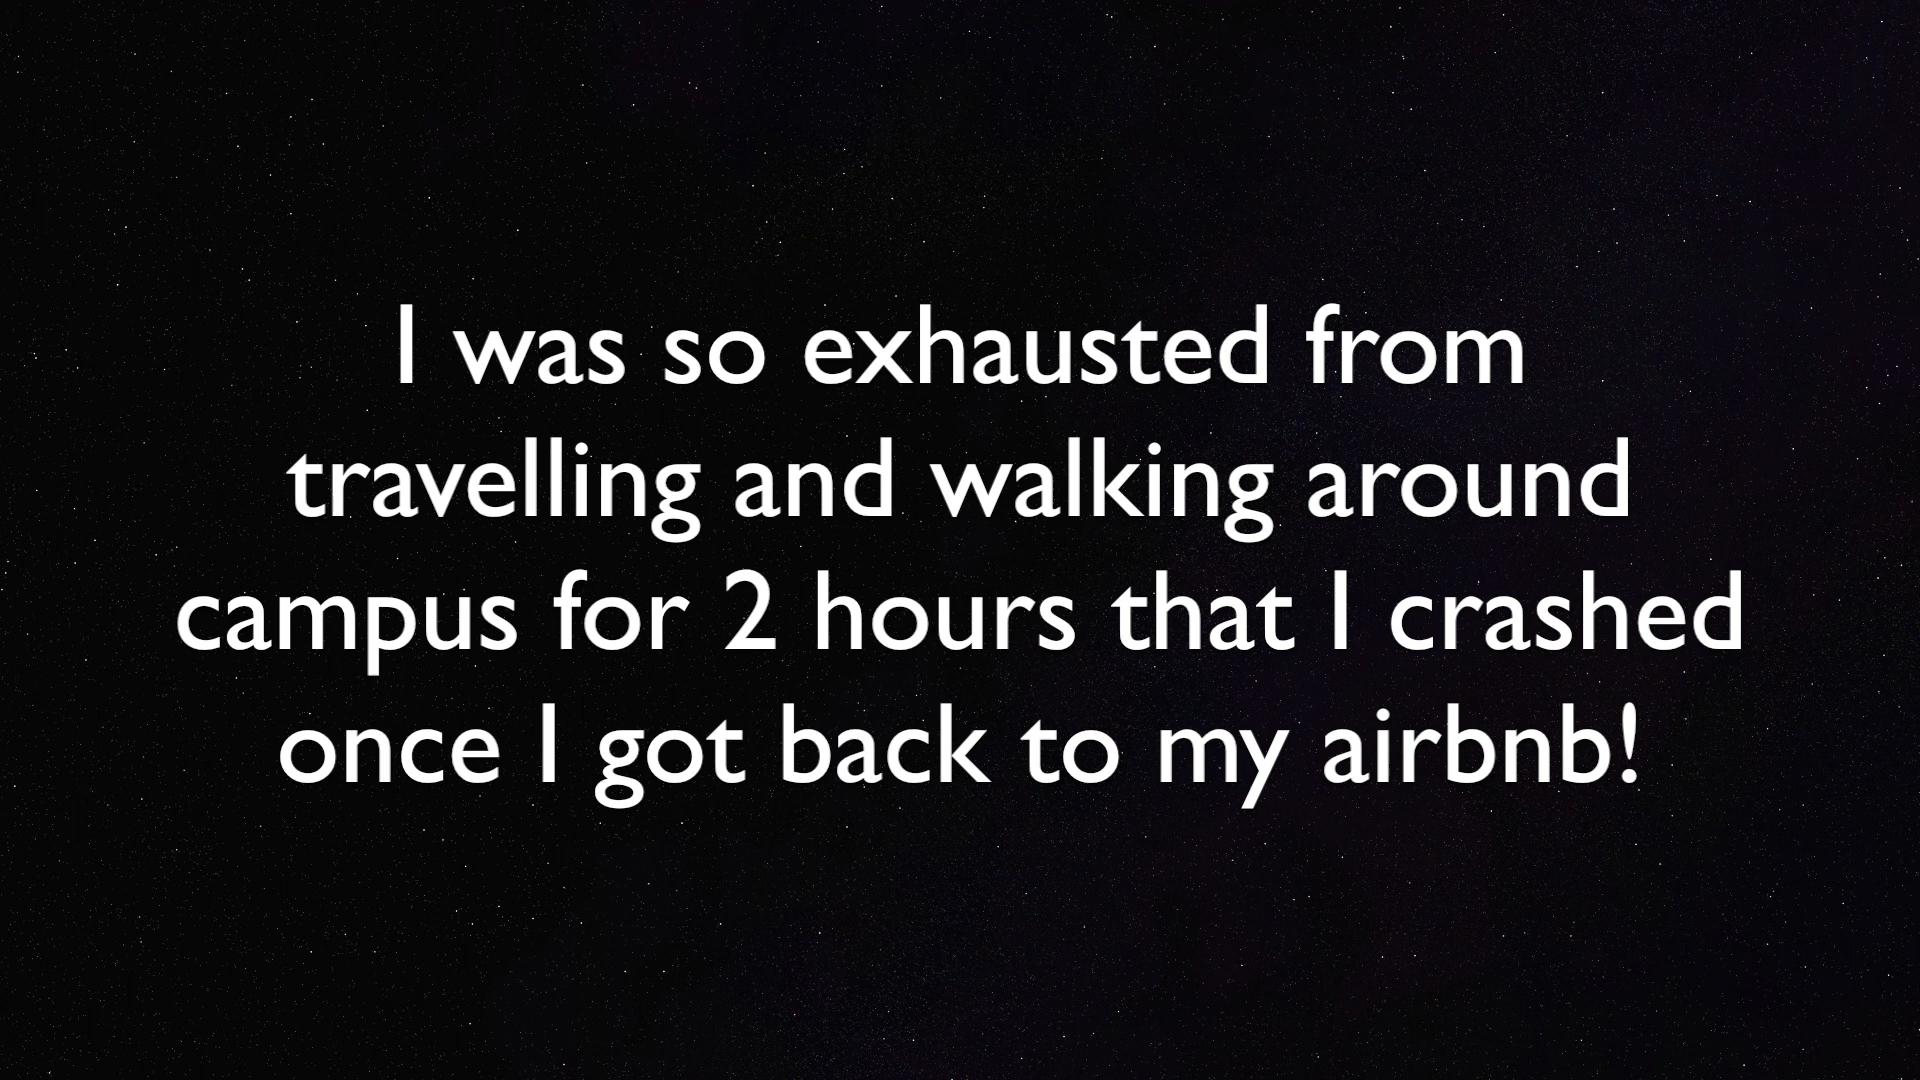 I was so exhausted from
travelling and walking around
campus for 2 hours that I crashed
once I got back to my airbnb!